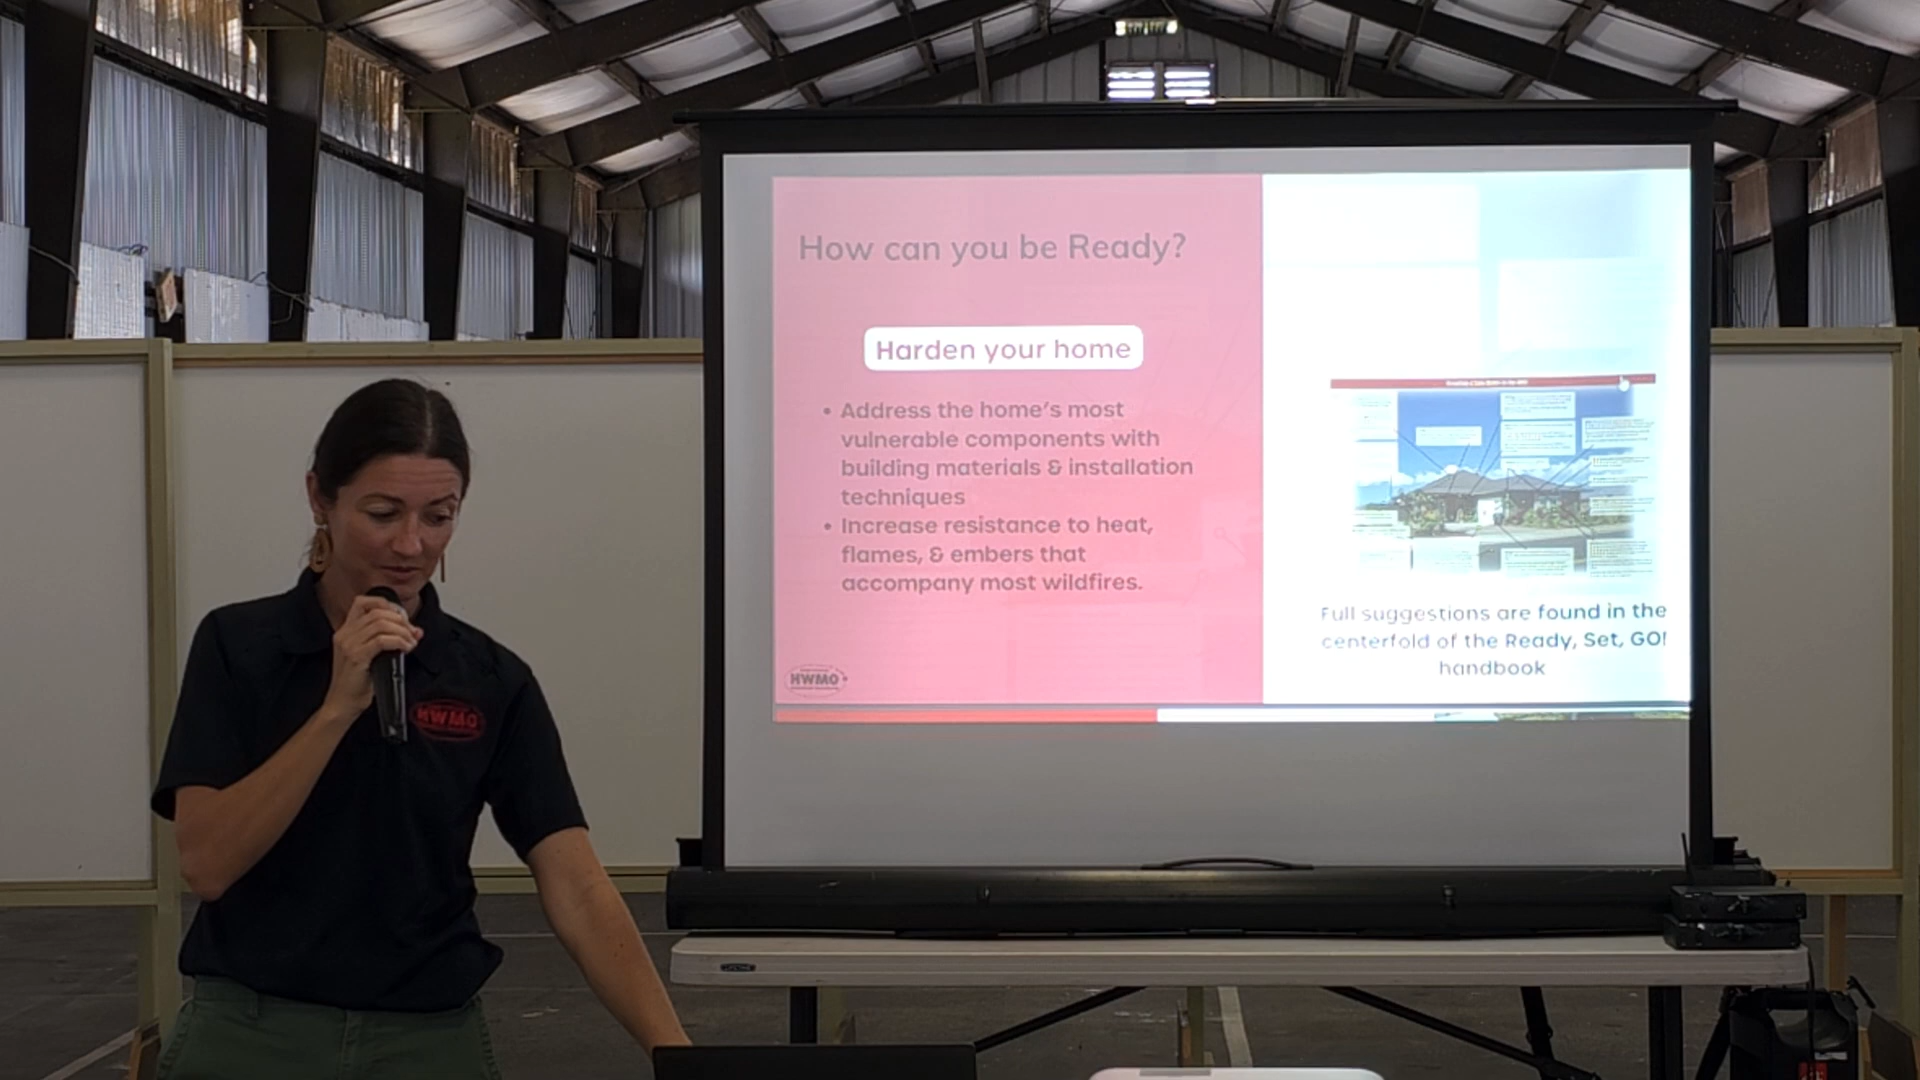 How can you be Ready?
Harden your home
• Address the home's most
vulnerable components with
building materials & installation
techniques
• Increase resistance to heat,
flames, & embers that
accompany most wildfires.
HWMO
Full suggestions are found in the
centerfold of the Ready, Set, GO!
handbook
HWMO